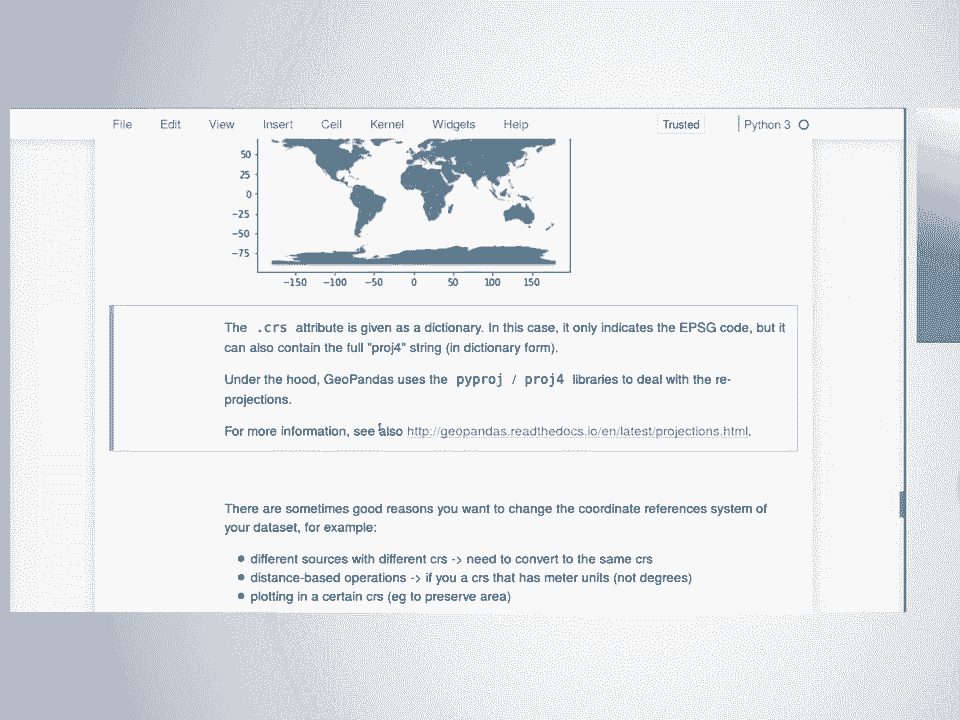 File Edit View Insert Cell Kernel Widgets Help Trusted Python 3
50
25
0
−25
−50
−75
−150 −100 −50 0 50 100 150
The .crs attribute is given as a dictionary. In this case, it only indicates the EPSG code, but it
can also contain the full "proj4" string (in dictionary form).
Under the hood, GeoPandas uses the pyproj / proj4 libraries to deal with the re-
projections.
For more information, see also http://geopandas.readthedocs.io/en/latest/projections.html.
There are sometimes good reasons you want to change the coordinate references system of
your dataset, for example:
different sources with different crs -> need to convert to the same crs
distance-based operations -> if you a crs that has meter units (not degrees)
plotting in a certain crs (eg to preserve area)